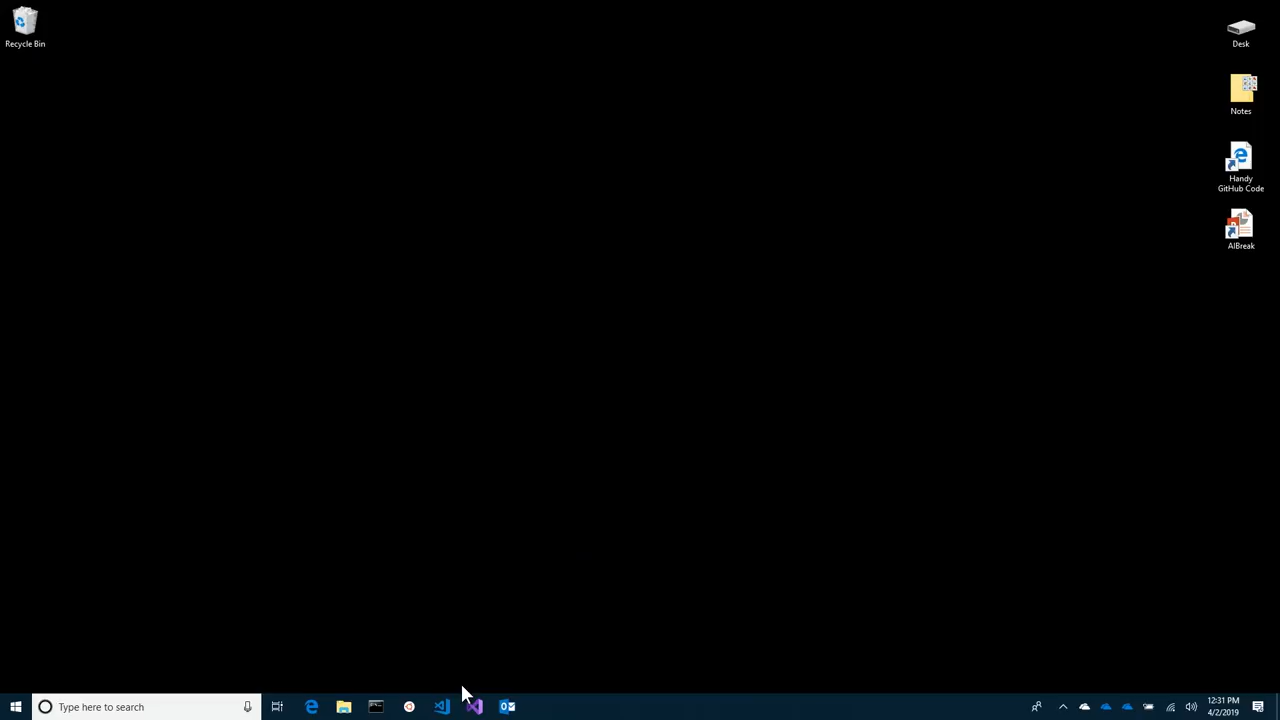 Recycle Bin
Desk
Notes
Handy
GitHub Code
AIBreak
Type here to search
12:31 PM
4/2/2019